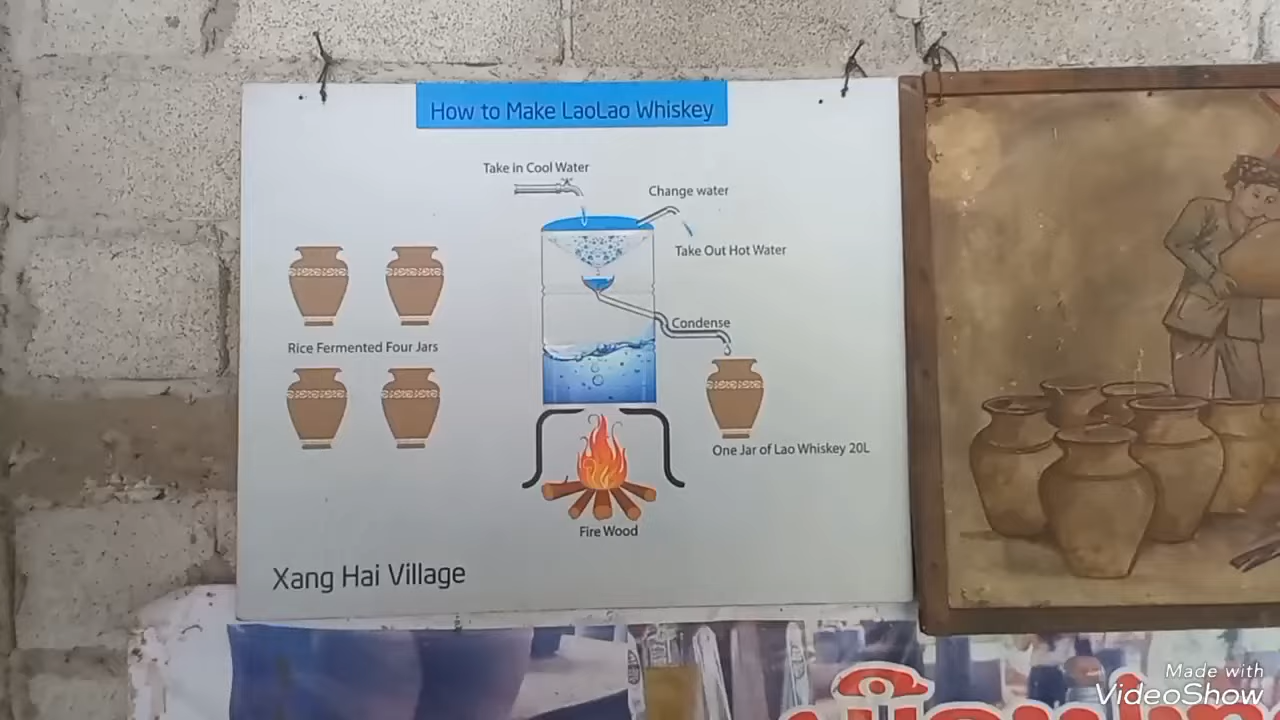 How to Make LaoLao Whiskey
Take in Cool Water
Change water
Take Out Hot Water
Condense
Rice Fermented Four Jars
One Jar of Lao Whiskey 20L
Fire Wood
Xang Hai Village
Made with
VideoShow